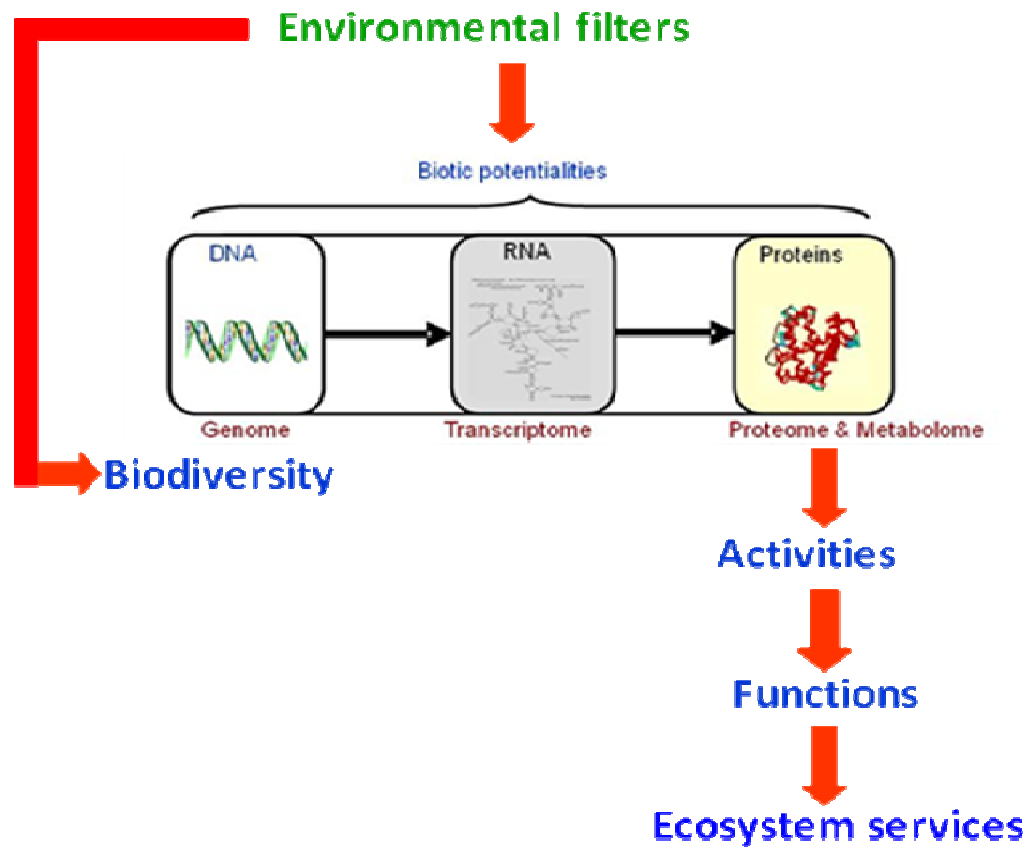 Environmental filters
Biotic potentialities
DNA
RNA
Proteins
Genome
Transcriptome
Proteome & Metabolome
Biodiversity
Activities
Functions
Ecosystem services